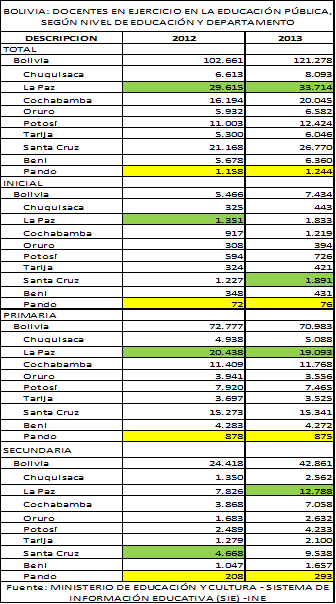 BOLIVIA: DOCENTES EN EJERCICIO EN LA EDUCACIÓN PÚBLICA,
SEGÚN NIVEL DE EDUCACIÓN Y DEPARTAMENTO
DESCRIPCION 2012 2013
TOTAL
Bolivia 102.661 121.278
Chuquisaca 6.613 8.093
La Paz 29.615 33.714
Cochabamba 16.194 20.045
Oruro 5.932 6.582
Potosí 11.003 12.424
Tarija 5.300 6.046
Santa Cruz 21.168 26.770
Beni 5.678 6.360
Pando 1.158 1.244
INICIAL
Bolivia 5.466 7.434
Chuquisaca 325 443
La Paz 1.351 1.833
Cochabamba 917 1.219
Oruro 308 394
Potosí 594 726
Tarija 324 421
Santa Cruz 1.227 1.891
Beni 348 431
Pando 72 76
PRIMARIA
Bolivia 72.777 70.983
Chuquisaca 4.938 5.088
La Paz 20.438 19.093
Cochabamba 11.409 11.768
Oruro 3.941 3.556
Potosí 7.920 7.465
Tarija 3.697 3.525
Santa Cruz 15.273 15.341
Beni 4.283 4.272
Pando 878 875
SECUNDARIA
Bolivia 24.418 42.861
Chuquisaca 1.350 2.562
La Paz 7.826 12.788
Cochabamba 3.868 7.058
Oruro 1.683 2.632
Potosí 2.489 4.233
Tarija 1.279 2.100
Santa Cruz 4.668 9.538
Beni 1.047 1.657
Pando 208 293
Fuente: MINISTERIO DE EDUCACIÓN Y CULTURA - SISTEMA DE
INFORMACIÓN EDUCATIVA (SIE) -INE